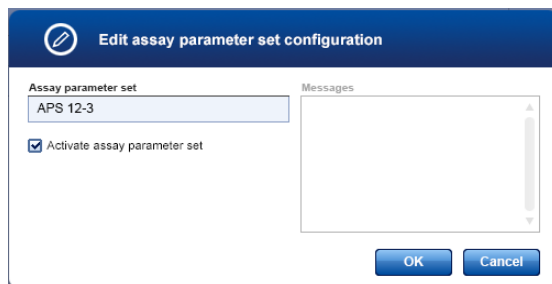 Edit assay parameter set configuration
Assay parameter set
APS 12-3
Activate assay parameter set
Messages
OK
Cancel